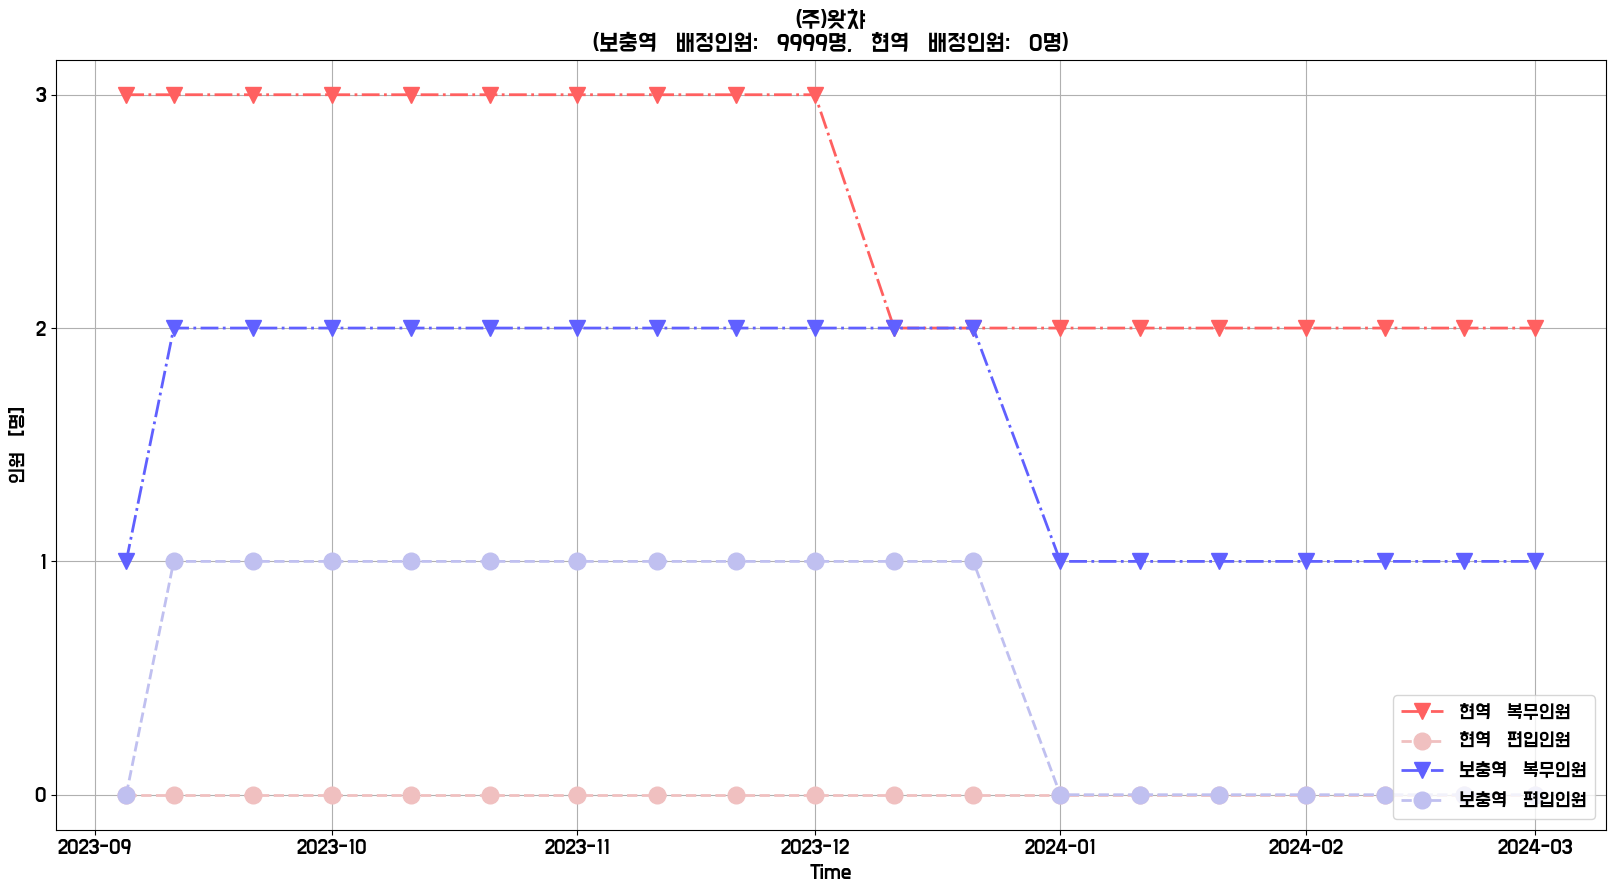 (주)왓챠
(보충역 배정인원: 9999명, 현역 배정인원: 0명)
3
2
1
0
인원 [명]
2023-09 2023-10 2023-11 2023-12 2024-01 2024-02 2024-03
Time
현역 복무인원
현역 편입인원
보충역 복무인원
보충역 편입인원